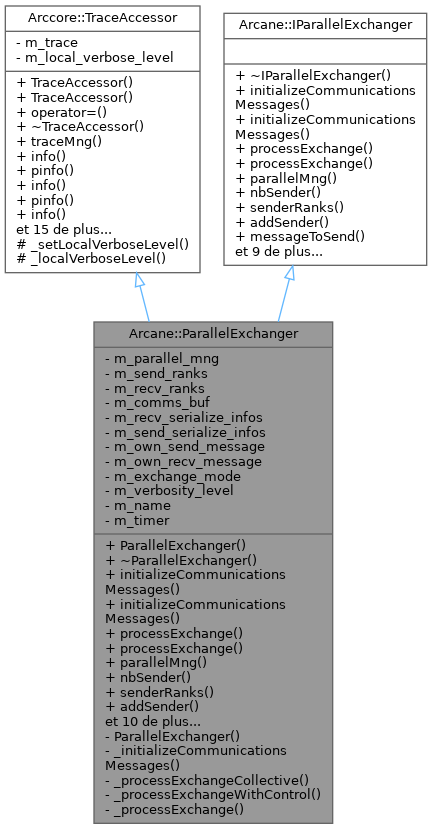 Arccore::TraceAccessor
- m_trace
- m_local_verbose_level
+ TraceAccessor()
+ TraceAccessor()
+ operator=()
+ ~TraceAccessor()
+ traceMng()
+ info()
+ pinfo()
+ info()
+ pinfo()
+ info()
et 15 de plus...
# _setLocalVerboseLevel()
# _localVerboseLevel()
Arcane::IParallelExchanger
+ ~IParallelExchanger()
+ initializeCommunications
Messages()
+ initializeCommunications
Messages()
+ processExchange()
+ processExchange()
+ parallelMng()
+ nbSender()
+ senderRanks()
+ addSender()
+ messageToSend()
et 9 de plus...
Arcane::ParallelExchanger
- m_parallel_mng
- m_send_ranks
- m_recv_ranks
- m_comms_buf
- m_recv_serialize_infos
- m_send_serialize_infos
- m_own_send_message
- m_own_recv_message
- m_exchange_mode
- m_verbosity_level
- m_name
- m_timer
+ ParallelExchanger()
+ ~ParallelExchanger()
+ initializeCommunications
Messages()
+ initializeCommunications
Messages()
+ processExchange()
+ processExchange()
+ parallelMng()
+ nbSender()
+ senderRanks()
+ addSender()
et 10 de plus...
- ParallelExchanger()
- _initializeCommunications
Messages()
- _processExchangeCollective()
- _processExchangeWithControl()
- _processExchange()